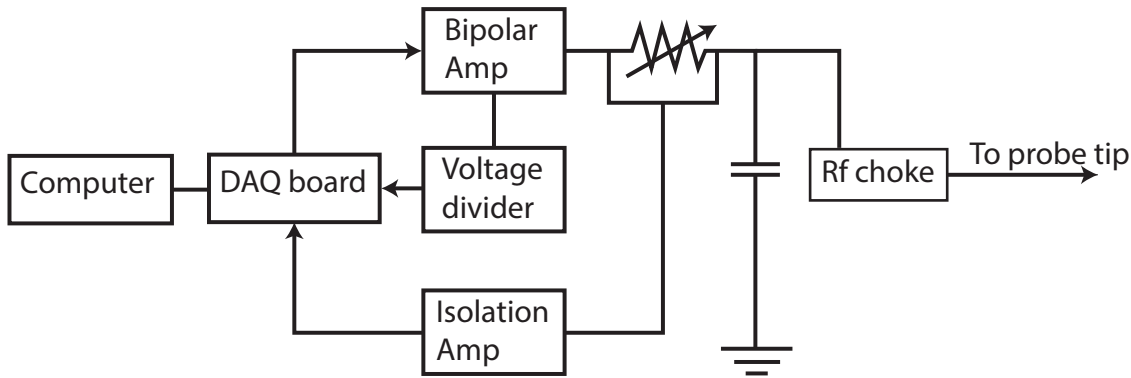 Bipolar
Amp
Computer
DAQ board
Voltage
divider
Rf choke
To probe tip
Isolation
Amp